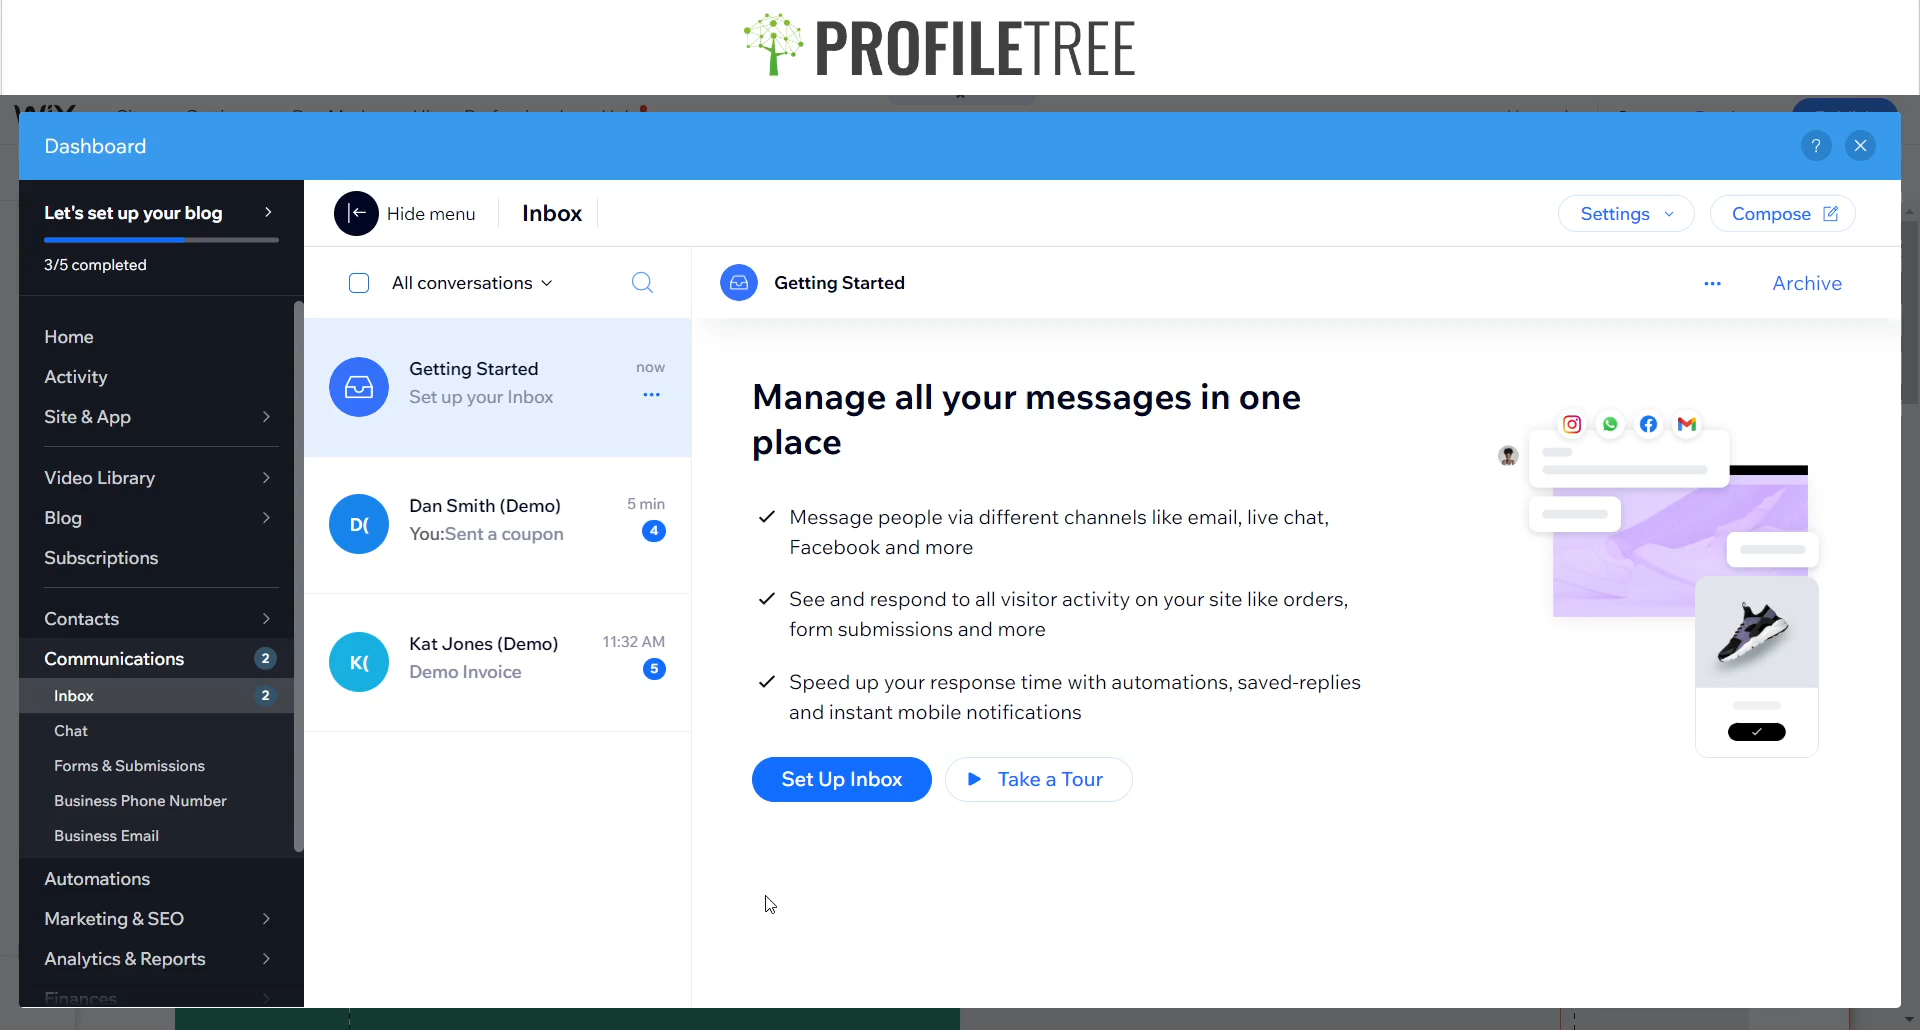 PROFILETREE
WiX
Dashboard
?
Let's set up your blog
3/5 completed
Hide menu
Inbox
Settings
Compose
All conversations
Getting Started
Archive
Home
Activity
Site & App
Video Library
Blog
Subscriptions
Contacts
Communications 2
Inbox 2
Chat
Forms & Submissions
Business Phone Number
Business Email
Automations
Marketing & SEO
Analytics & Reports
Finances
Getting Started now
Set up your Inbox
D(
Dan Smith (Demo) 5 min
You:Sent a coupon 4
K(
Kat Jones (Demo) 11:32 AM
Demo Invoice 5
Manage all your messages in one
place
Message people via different channels like email, live chat,
Facebook and more
See and respond to all visitor activity on your site like orders,
form submissions and more
Speed up your response time with automations, saved-replies
and instant mobile notifications
Set Up Inbox
Take a Tour